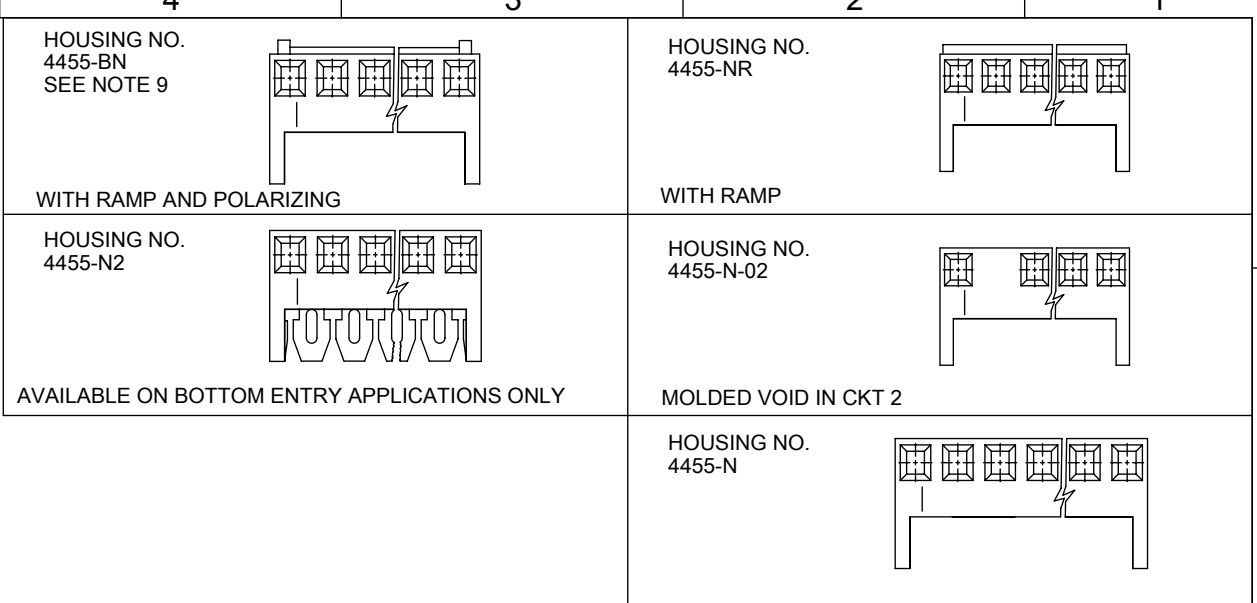 4 3 2 1
HOUSING NO.
4455-BN
SEE NOTE 9
WITH RAMP AND POLARIZING
HOUSING NO.
4455-NR
WITH RAMP
HOUSING NO.
4455-N2
AVAILABLE ON BOTTOM ENTRY APPLICATIONS ONLY
HOUSING NO.
4455-N-02
MOLDED VOID IN CKT 2
HOUSING NO.
4455-N